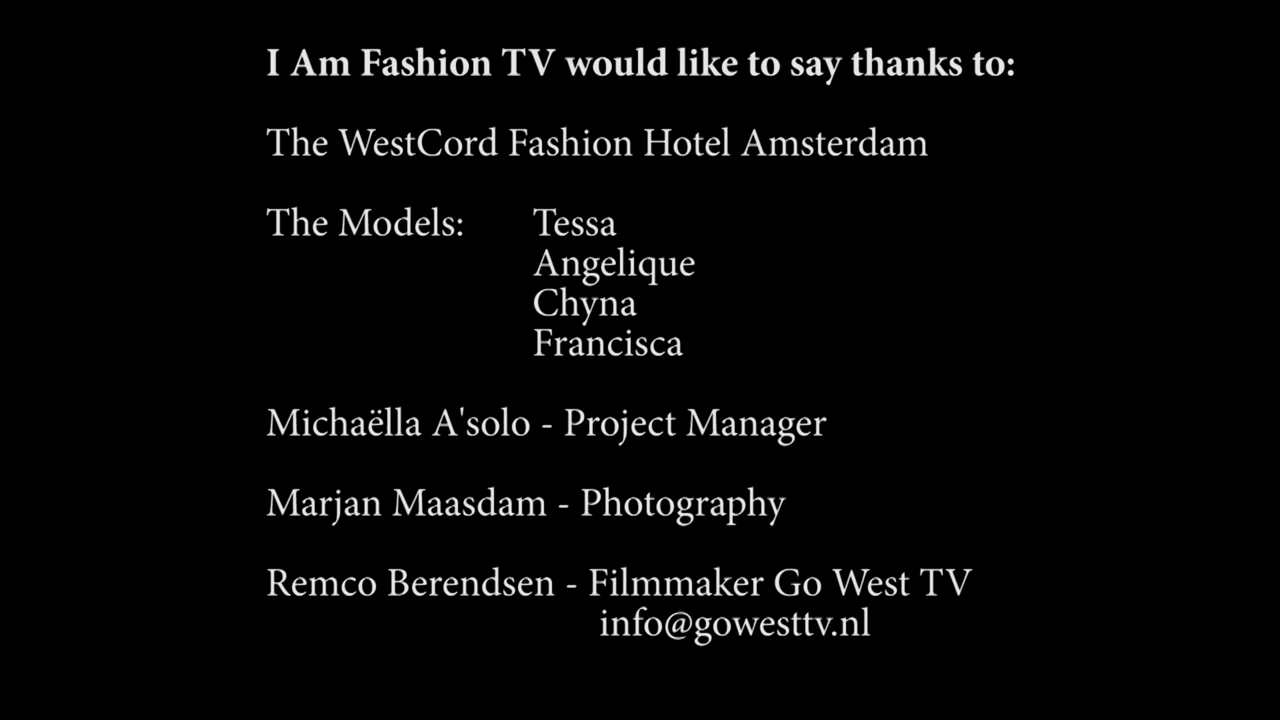 I Am Fashion TV would like to say thanks to:
The WestCord Fashion Hotel Amsterdam
The Models: Tessa
Angelique
Chyna
Francisca
Michaëlla A'solo - Project Manager
Marjan Maasdam - Photography
Remco Berendsen - Filmmaker Go West TV
info@gowesttv.nl